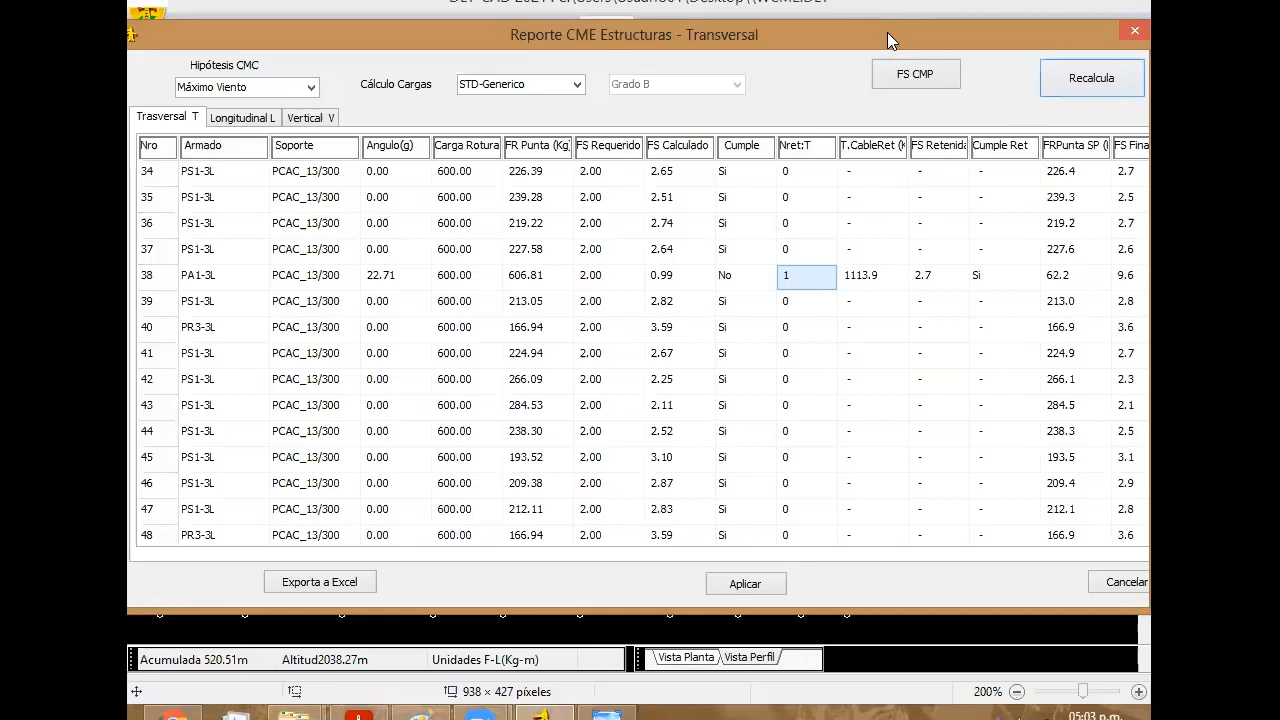 Reporte CME Estructuras - Transversal
Hipótesis CMC
Máximo Viento
Cálculo Cargas
STD-Generico
Grado B
FS CMP
Recalcula
Trasversal T
Longitudinal L
Vertical V
Nro Armado Soporte Angulo(g) Carga Rotura FR Punta (Kg) FS Requerido FS Calculado Cumple Nret:T T.CableRet (K FS Retenida Cumple Ret FRPunta SP (I FS Fina
34 PS1-3L PCAC_13/300 0.00 600.00 226.39 2.00 2.65 Si 0 - - - 226.4 2.7
35 PS1-3L PCAC_13/300 0.00 600.00 239.28 2.00 2.51 Si 0 - - - 239.3 2.5
36 PS1-3L PCAC_13/300 0.00 600.00 219.22 2.00 2.74 Si 0 - - - 219.2 2.7
37 PS1-3L PCAC_13/300 0.00 600.00 227.58 2.00 2.64 Si 0 - - - 227.6 2.6
38 PA1-3L PCAC_13/300 22.71 600.00 606.81 2.00 0.99 No 1 1113.9 2.7 Si 62.2 9.6
39 PS1-3L PCAC_13/300 0.00 600.00 213.05 2.00 2.82 Si 0 - - - 213.0 2.8
40 PR3-3L PCAC_13/300 0.00 600.00 166.94 2.00 3.59 Si 0 - - - 166.9 3.6
41 PS1-3L PCAC_13/300 0.00 600.00 224.94 2.00 2.67 Si 0 - - - 224.9 2.7
42 PS1-3L PCAC_13/300 0.00 600.00 266.09 2.00 2.25 Si 0 - - - 266.1 2.3
43 PS1-3L PCAC_13/300 0.00 600.00 284.53 2.00 2.11 Si 0 - - - 284.5 2.1
44 PS1-3L PCAC_13/300 0.00 600.00 238.30 2.00 2.52 Si 0 - - - 238.3 2.5
45 PS1-3L PCAC_13/300 0.00 600.00 193.52 2.00 3.10 Si 0 - - - 193.5 3.1
46 PS1-3L PCAC_13/300 0.00 600.00 209.38 2.00 2.87 Si 0 - - - 209.4 2.9
47 PS1-3L PCAC_13/300 0.00 600.00 212.11 2.00 2.83 Si 0 - - - 212.1 2.8
48 PR3-3L PCAC_13/300 0.00 600.00 166.94 2.00 3.59 Si 0 - - - 166.9 3.6
Exporta a Excel
Aplicar
Cancelar
Acumulada 520.51m Altitud2038.27m Unidades F-L(Kg-m)
Vista Planta Vista Perfil
938 × 427 píxeles
200%
05:03 p.m.